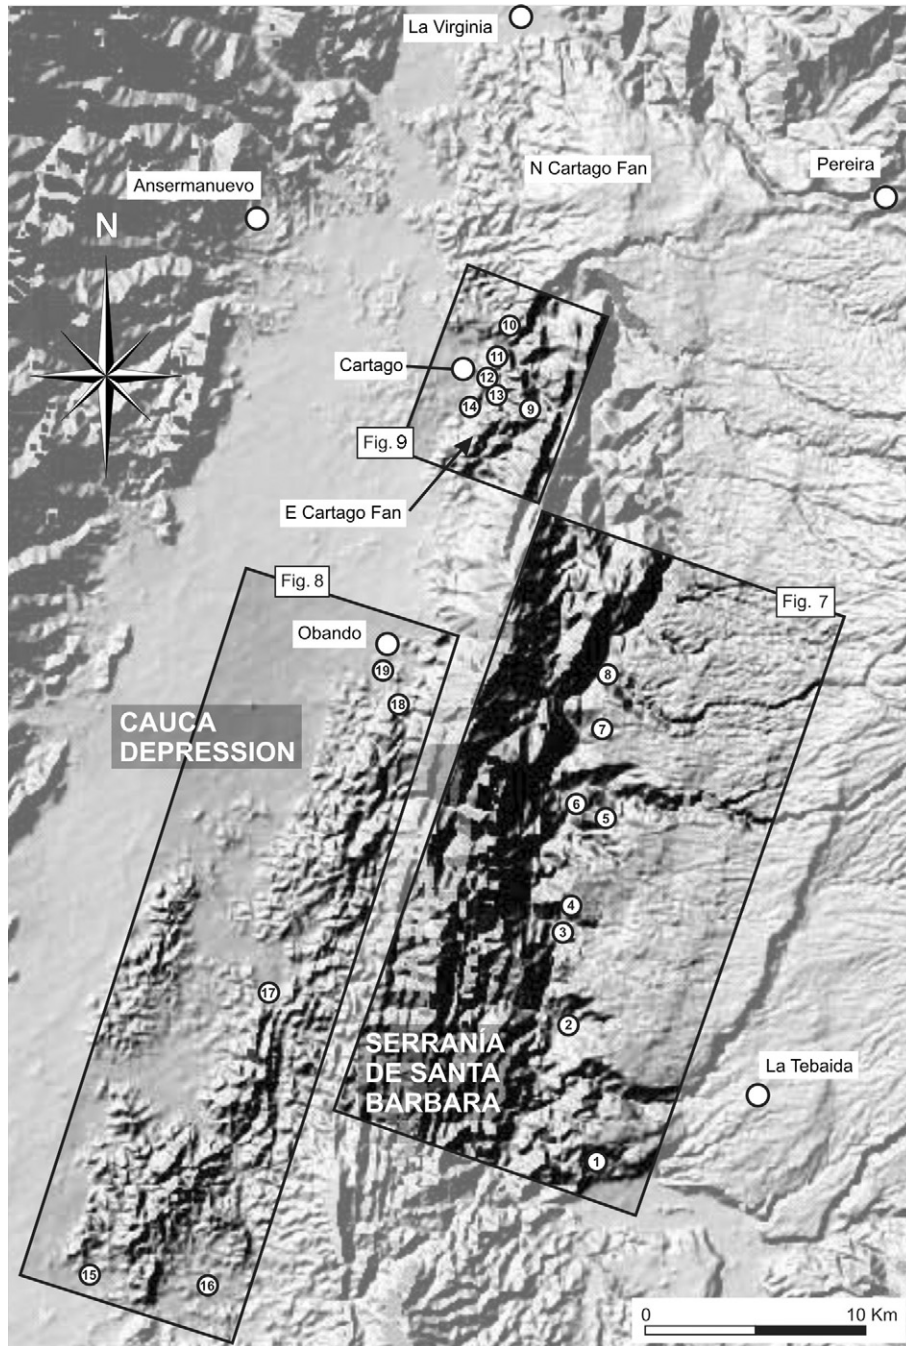 La Virginia
N Cartago Fan
Pereira
Ansermanuevo
N
10
11
Cartago
12
13
14
9
Fig. 9
E Cartago Fan
Fig. 8
Fig. 7
Obando
19
8
18
CAUCA
DEPRESSION
7
6
5
4
3
17
2
SERRANÍA
DE SANTA
BARBARA
La Tebaida
1
15
16
0
10 Km